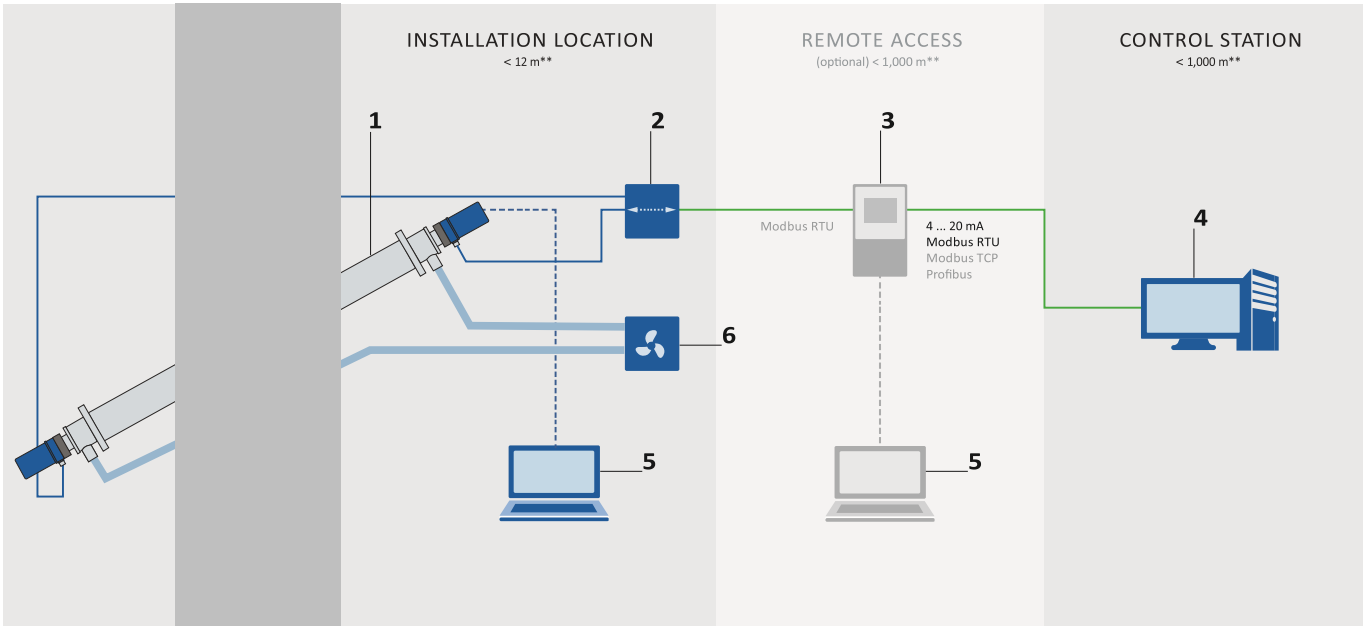 INSTALLATION LOCATION
< 12 m**
REMOTE ACCESS
(optional) < 1,000 m**
CONTROL STATION
< 1,000 m**
1
2
3
4
Modbus RTU
4 ... 20 mA
Modbus RTU
Modbus TCP
Profibus
6
5
5